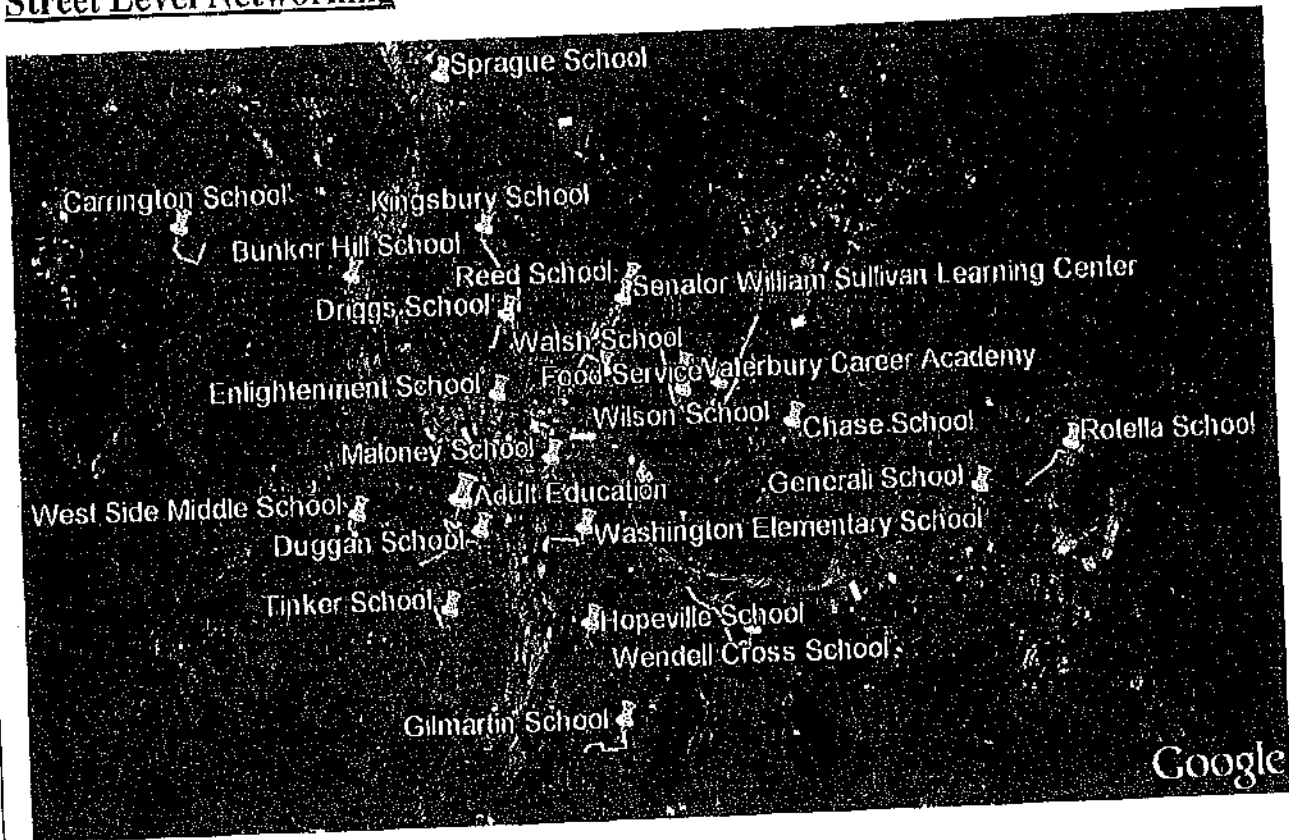 Street Level Networking
Sprague School
Carrington School
Kingsbury School
Bunker Hill School
Reed School
Senator William Sullivan Learning Center
Driggs School
Walsh School
Food Service
Waterbury Career Academy
Enlightenment School
Wilson School
Chase School
Rotella School
Maloney School
Generali School
Adult Education
West Side Middle School
Washington Elementary School
Duggan School
Tinker School
Hopeville School
Wendell Cross School
Gilmartin School
Google